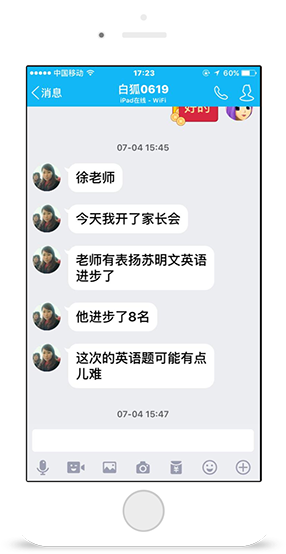 中国移动 17:23 60%
消息
白狐0619
iPad在线 - WiFi
好的
07-04 15:45
徐老师
今天我开了家长会
老师有表扬苏明文英语
进步了
他进步了8名
这次的英语题可能有点
儿难
07-04 15:47